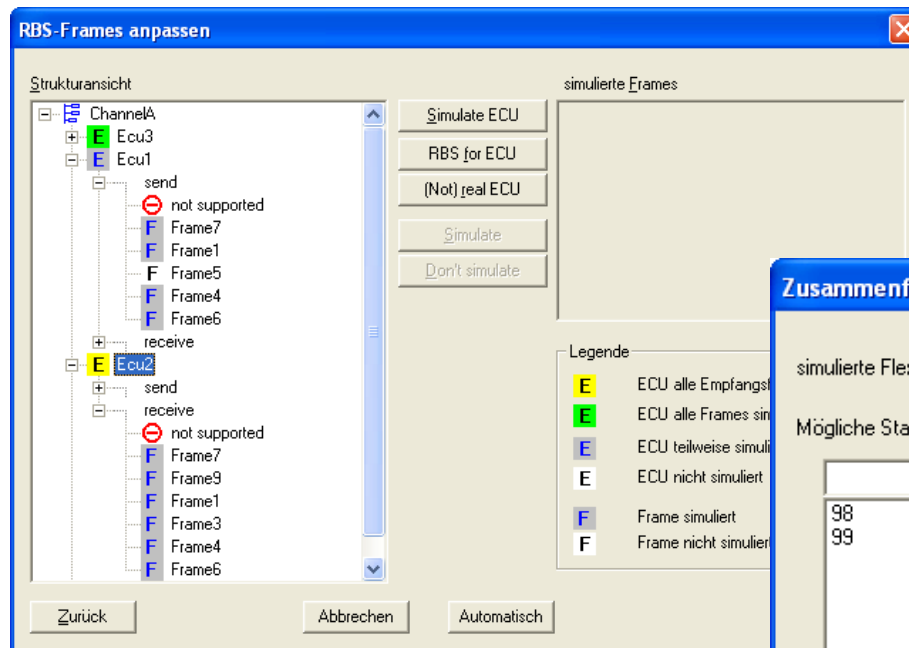 RBS-Frames anpassen
Strukturansicht
ChannelA
E Ecu3
E Ecu1
send
not supported
F Frame7
F Frame1
F Frame5
F Frame4
F Frame6
receive
E Ecu2
send
receive
not supported
F Frame7
F Frame9
F Frame1
F Frame3
F Frame4
F Frame6
Simulate ECU
RBS for ECU
(Not) real ECU
Simulate
Don't simulate
simulierte Frames
Legende
E ECU alle Empfangsf
E ECU alle Frames sim
E ECU teilweise simuli
E ECU nicht simuliert
F Frame simuliert
F Frame nicht simulier
Zurück
Abbrechen
Automatisch
Zusammenf
simulierte Fle
Mögliche Sta
98
99